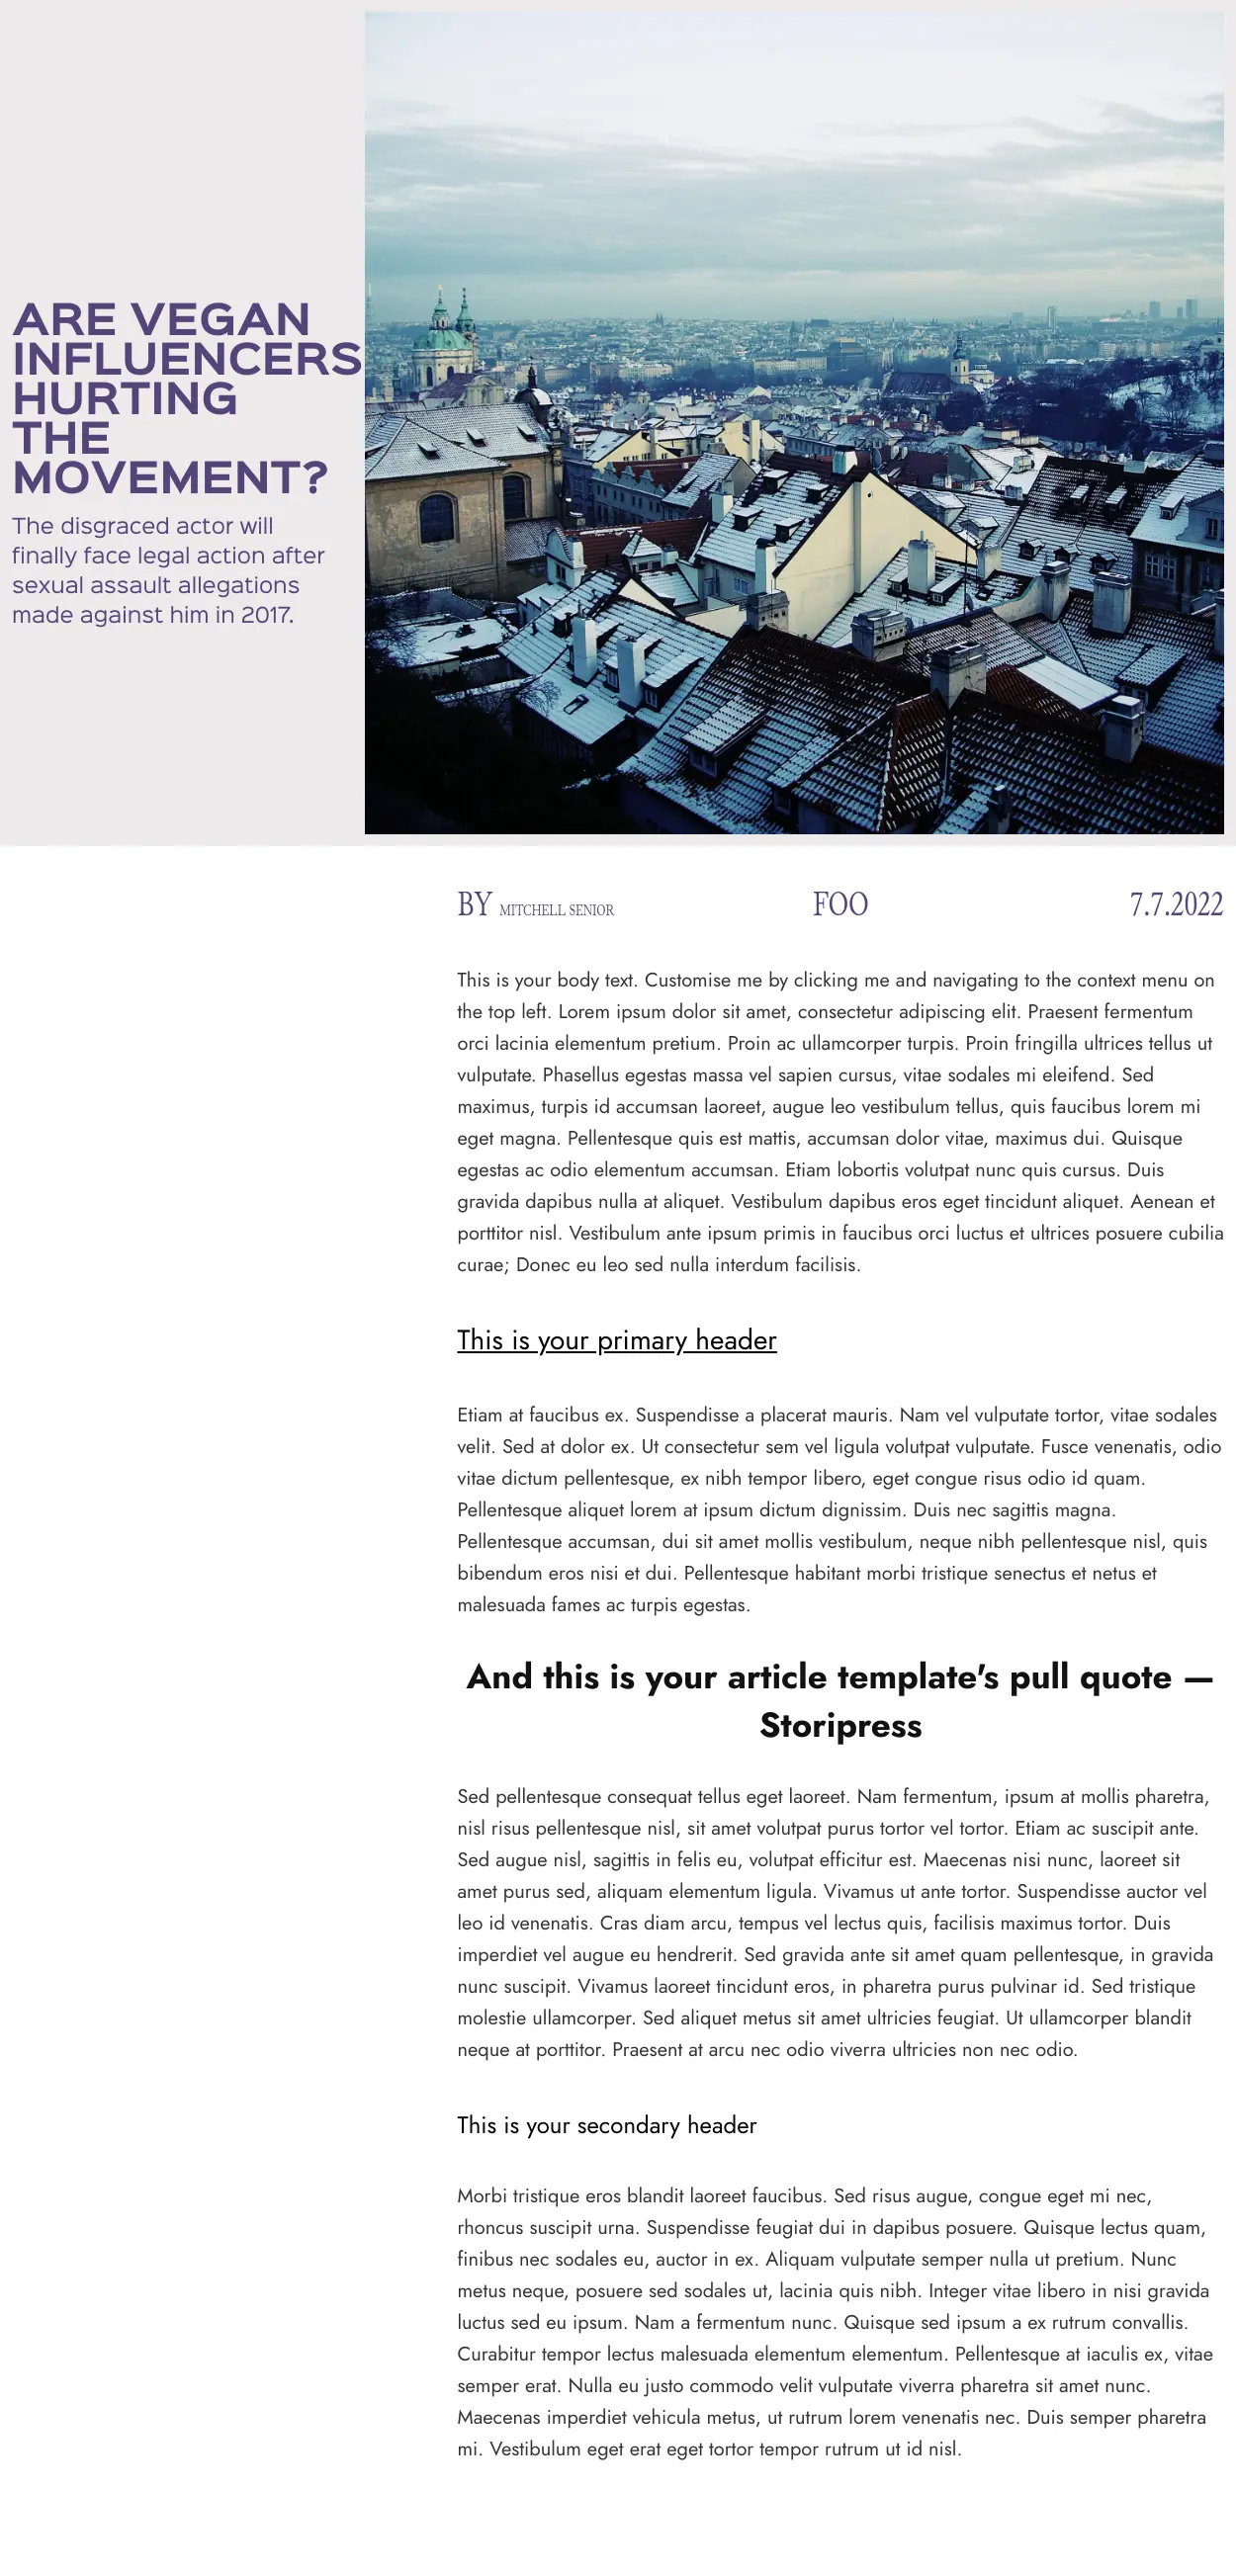 ARE VEGAN
INFLUENCERS
HURTING
THE
MOVEMENT?
The disgraced actor will
finally face legal action after
sexual assault allegations
made against him in 2017.
BY MITCHELL SENIOR FOO 7.7.2022
This is your body text. Customise me by clicking me and navigating to the context menu on
the top left. Lorem ipsum dolor sit amet, consectetur adipiscing elit. Praesent fermentum
orci lacinia elementum pretium. Proin ac ullamcorper turpis. Proin fringilla ultrices tellus ut
vulputate. Phasellus egestas massa vel sapien cursus, vitae sodales mi eleifend. Sed
maximus, turpis id accumsan laoreet, augue leo vestibulum tellus, quis faucibus lorem mi
eget magna. Pellentesque quis est mattis, accumsan dolor vitae, maximus dui. Quisque
egestas ac odio elementum accumsan. Etiam lobortis volutpat nunc quis cursus. Duis
gravida dapibus nulla at aliquet. Vestibulum dapibus eros eget tincidunt aliquet. Aenean et
porttitor nisl. Vestibulum ante ipsum primis in faucibus orci luctus et ultrices posuere cubilia
curae; Donec eu leo sed nulla interdum facilisis.
This is your primary header
Etiam at faucibus ex. Suspendisse a placerat mauris. Nam vel vulputate tortor, vitae sodales
velit. Sed at dolor ex. Ut consectetur sem vel ligula volutpat vulputate. Fusce venenatis, odio
vitae dictum pellentesque, ex nibh tempor libero, eget congue risus odio id quam.
Pellentesque aliquet lorem at ipsum dictum dignissim. Duis nec sagittis magna.
Pellentesque accumsan, dui sit amet mollis vestibulum, neque nibh pellentesque nisl, quis
bibendum eros nisi et dui. Pellentesque habitant morbi tristique senectus et netus et
malesuada fames ac turpis egestas.
And this is your article template's pull quote —
Storipress
Sed pellentesque consequat tellus eget laoreet. Nam fermentum, ipsum at mollis pharetra,
nisl risus pellentesque nisl, sit amet volutpat purus tortor vel tortor. Etiam ac suscipit ante.
Sed augue nisl, sagittis in felis eu, volutpat efficitur est. Maecenas nisi nunc, laoreet sit
amet purus sed, aliquam elementum ligula. Vivamus ut ante tortor. Suspendisse auctor vel
leo id venenatis. Cras diam arcu, tempus vel lectus quis, facilisis maximus tortor. Duis
imperdiet vel augue eu hendrerit. Sed gravida ante sit amet quam pellentesque, in gravida
nunc suscipit. Vivamus laoreet tincidunt eros, in pharetra purus pulvinar id. Sed tristique
molestie ullamcorper. Sed aliquet metus sit amet ultricies feugiat. Ut ullamcorper blandit
neque at porttitor. Praesent at arcu nec odio viverra ultricies non nec odio.
This is your secondary header
Morbi tristique eros blandit laoreet faucibus. Sed risus augue, congue eget mi nec,
rhoncus suscipit urna. Suspendisse feugiat dui in dapibus posuere. Quisque lectus quam,
finibus nec sodales eu, auctor in ex. Aliquam vulputate semper nulla ut pretium. Nunc
metus neque, posuere sed sodales ut, lacinia quis nibh. Integer vitae libero in nisi gravida
luctus sed eu ipsum. Nam a fermentum nunc. Quisque sed ipsum a ex rutrum convallis.
Curabitur tempor lectus malesuada elementum elementum. Pellentesque at iaculis ex, vitae
semper erat. Nulla eu justo commodo velit vulputate viverra pharetra sit amet nunc.
Maecenas imperdiet vehicula metus, ut rutrum lorem venenatis nec. Duis semper pharetra
mi. Vestibulum eget erat eget tortor tempor rutrum ut id nisl.